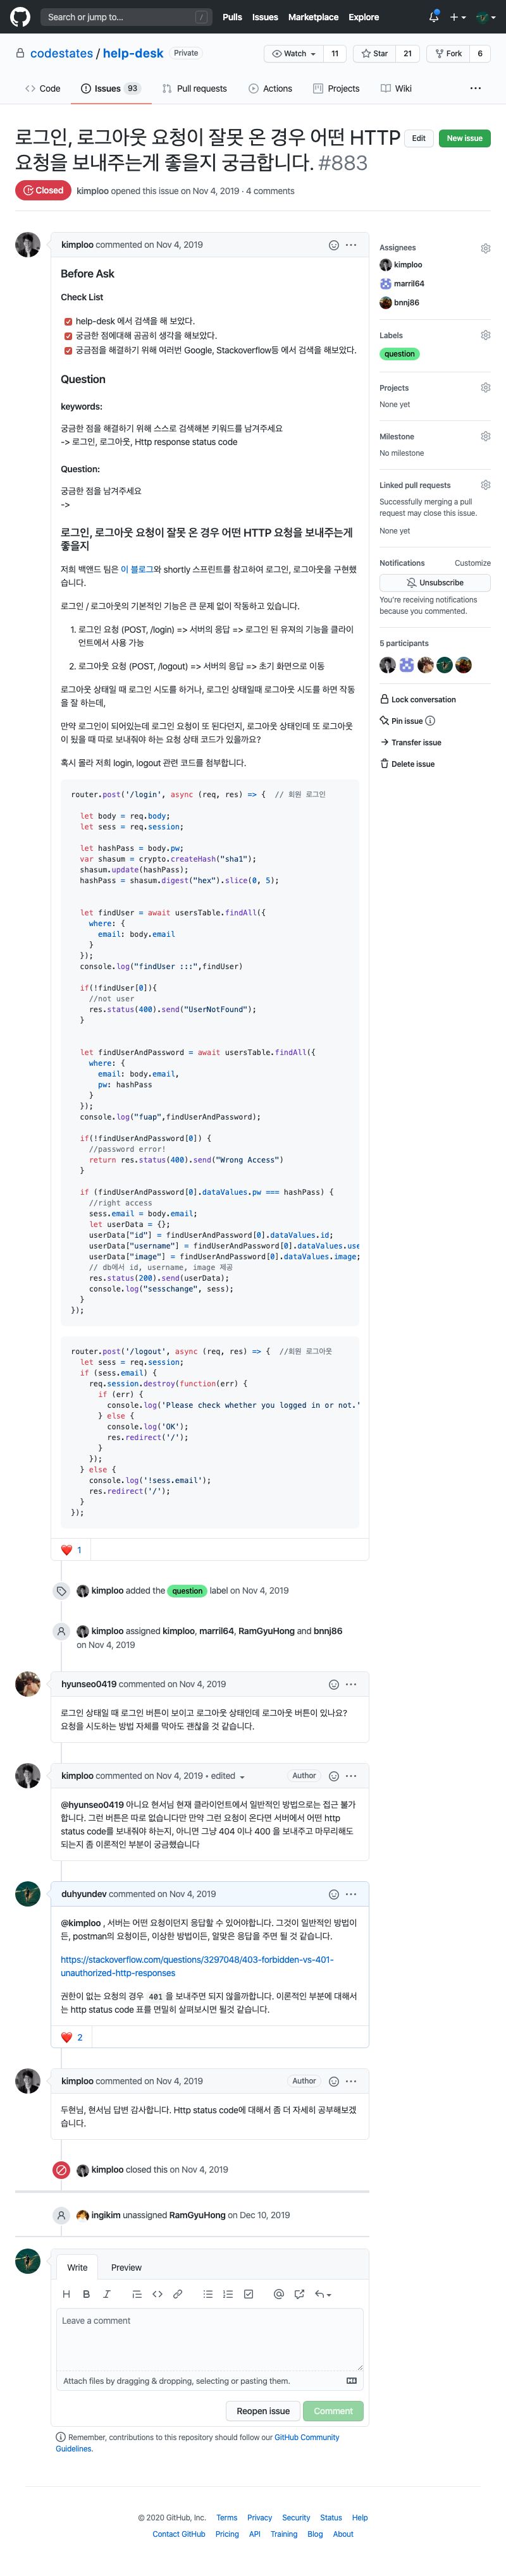 Search or jump to... /
Pulls Issues Marketplace Explore
codestates / help-desk Private
Watch 11 Star 21 Fork 6
Code Issues 93 Pull requests Actions Projects Wiki ...
로그인, 로그아웃 요청이 잘못 온 경우 어떤 HTTP
요청을 보내주는게 좋을지 궁금합니다. #883
Edit New issue
Closed kimploo opened this issue on Nov 4, 2019 · 4 comments
kimploo commented on Nov 4, 2019
Before Ask
Check List
help-desk 에서 검색을 해 보았다.
궁금한 점에대해 곰곰히 생각을 해보았다.
궁금점을 해결하기 위해 여러번 Google, Stackoverflow등 에서 검색을 해보았다.
Question
keywords:
궁금한 점을 해결하기 위해 스스로 검색해본 키워드를 남겨주세요
-> 로그인, 로그아웃, Http response status code
Question:
궁금한 점을 남겨주세요
->
로그인, 로그아웃 요청이 잘못 온 경우 어떤 HTTP 요청을 보내주는게
좋을지
저희 백앤드 팀은 이 블로그와 shortly 스프린트를 참고하여 로그인, 로그아웃을 구현했
습니다.
로그인 / 로그아웃의 기본적인 기능은 큰 문제 없이 작동하고 있습니다.
1. 로그인 요청 (POST, /login) => 서버의 응답 => 로그인 된 유져의 기능을 클라이
언트에서 사용 가능
2. 로그아웃 요청 (POST, /logout) => 서버의 응답 => 초기 화면으로 이동
로그아웃 상태일 때 로그인 시도를 하거나, 로그인 상태일때 로그아웃 시도를 하면 작동
을 잘 하는데,
만약 로그인이 되어있는데 로그인 요청이 또 된다던지, 로그아웃 상태인데 또 로그아웃
이 됬을 때 따로 보내줘야 하는 요청 상태 코드가 있을까요?
혹시 몰라 저희 login, logout 관련 코드를 첨부합니다.
router.post('/login', async (req, res) => { // 회원 로그인
let body = req.body;
let sess = req.session;
let hashPass = body.pw;
var shasum = crypto.createHash("sha1");
shasum.update(hashPass);
hashPass = shasum.digest("hex").slice(0, 5);
let findUser = await usersTable.findAll({
where: {
email: body.email
}
});
console.log("findUser :::",findUser)
if(!findUser[0]){
//not user
res.status(400).send("UserNotFound");
}
let findUserAndPassword = await usersTable.findAll({
where: {
email: body.email,
pw: hashPass
}
});
console.log("fuap",findUserAndPassword);
if(!findUserAndPassword[0]) {
//password error!
return res.status(400).send("Wrong Access")
}
if (findUserAndPassword[0].dataValues.pw === hashPass) {
//right access
sess.email = body.email;
let userData = {};
userData["id"] = findUserAndPassword[0].dataValues.id;
userData["username"] = findUserAndPassword[0].dataValues.use
userData["image"] = findUserAndPassword[0].dataValues.image;
// db에서 id, username, image 제공
res.status(200).send(userData);
console.log("sesschange", sess);
}
});
router.post('/logout', async (req, res) => { //회원 로그아웃
let sess = req.session;
if (sess.email) {
req.session.destroy(function(err) {
if (err) {
console.log('Please check whether you logged in or not.'
} else {
console.log('OK');
res.redirect('/');
}
});
} else {
console.log('!sess.email');
res.redirect('/');
}
});
1
kimploo added the question label on Nov 4, 2019
kimploo assigned kimploo, marril64, RamGyuHong and bnnj86
on Nov 4, 2019
hyunseo0419 commented on Nov 4, 2019
로그인 상태일 때 로그인 버튼이 보이고 로그아웃 상태인데 로그아웃 버튼이 있나요?
요청을 시도하는 방법 자체를 막아도 괜찮을 것 같습니다.
kimploo commented on Nov 4, 2019 • edited Author
@hyunseo0419 아니요 현서님 현재 클라이언트에서 일반적인 방법으로는 접근 불가
합니다. 그런 버튼은 따로 없습니다만 만약 그런 요청이 온다면 서버에서 어떤 http
status code를 보내줘야 하는지, 아니면 그냥 404 이나 400 을 보내주고 마무리해도
되는지 좀 이론적인 부분이 궁금했습니다
duhyundev commented on Nov 4, 2019
@kimploo , 서버는 어떤 요청이던지 응답할 수 있어야합니다. 그것이 일반적인 방법이
든, postman의 요청이든, 이상한 방법이든, 알맞은 응답을 주면 될 것 같습니다.
https://stackoverflow.com/questions/3297048/403-forbidden-vs-401-
unauthorized-http-responses
권한이 없는 요청의 경우 401 을 보내주면 되지 않을까합니다. 이론적인 부분에 대해서
는 http status code 표를 면밀히 살펴보시면 될것 같습니다.
2
kimploo commented on Nov 4, 2019 Author
두현님, 현서님 답변 감사합니다. Http status code에 대해서 좀 더 자세히 공부해보겠
습니다.
kimploo closed this on Nov 4, 2019
ingikim unassigned RamGyuHong on Dec 10, 2019
Write Preview
Leave a comment
Attach files by dragging & dropping, selecting or pasting them.
Reopen issue Comment
Remember, contributions to this repository should follow our GitHub Community
Guidelines.
Assignees
kimploo
marril64
bnnj86
Labels
question
Projects
None yet
Milestone
No milestone
Linked pull requests
Successfully merging a pull
request may close this issue.
None yet
Notifications Customize
Unsubscribe
You're receiving notifications
because you commented.
5 participants
Lock conversation
Pin issue
Transfer issue
Delete issue
© 2020 GitHub, Inc. Terms Privacy Security Status Help
Contact GitHub Pricing API Training Blog About